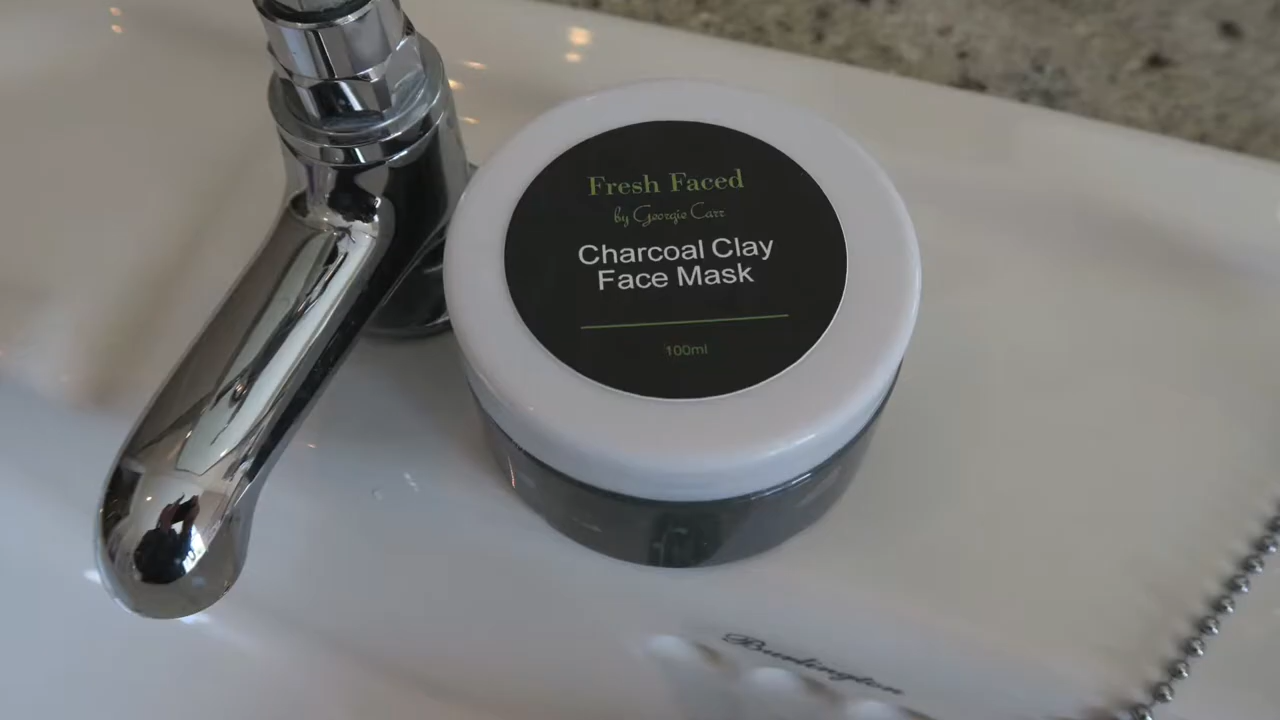 Fresh Faced
by Georgie Carr
Charcoal Clay
Face Mask
100ml
Burlington